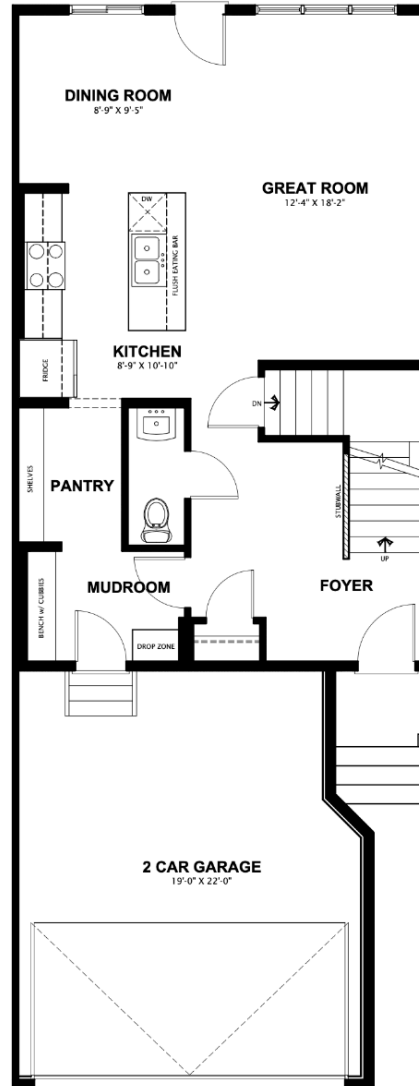 DINING ROOM
8'-9" X 9'-5"
GREAT ROOM
12'-4" X 18'-2"
DW
FLUSH EATING BAR
KITCHEN
8'-9" X 10'-10"
FRIDGE
DN
SHELVES
PANTRY
STUBWALL
UP
BENCH w/ CUBBIES
MUDROOM
FOYER
DROP ZONE
2 CAR GARAGE
19'-0" X 22'-0"